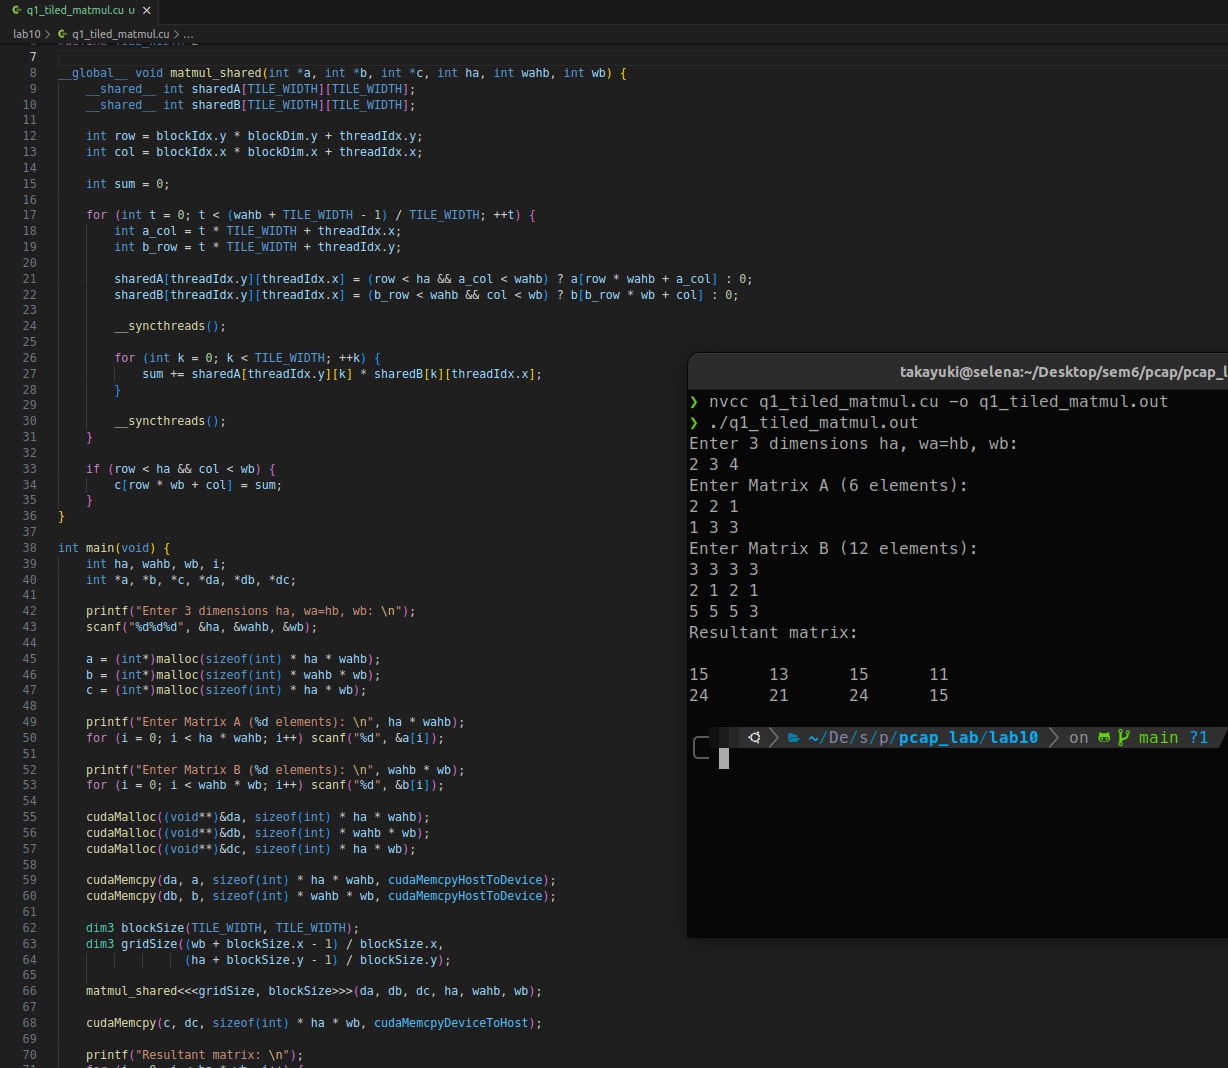 q1_tiled_matmul.cu U
lab10 > q1_tiled_matmul.cu > ...
7
8 __global__ void matmul_shared(int *a, int *b, int *c, int ha, int wahb, int wb) {
9 __shared__ int sharedA[TILE_WIDTH][TILE_WIDTH];
10 __shared__ int sharedB[TILE_WIDTH][TILE_WIDTH];
11
12 int row = blockIdx.y * blockDim.y + threadIdx.y;
13 int col = blockIdx.x * blockDim.x + threadIdx.x;
14
15 int sum = 0;
16
17 for (int t = 0; t < (wahb + TILE_WIDTH - 1) / TILE_WIDTH; ++t) {
18 int a_col = t * TILE_WIDTH + threadIdx.x;
19 int b_row = t * TILE_WIDTH + threadIdx.y;
20
21 sharedA[threadIdx.y][threadIdx.x] = (row < ha && a_col < wahb) ? a[row * wahb + a_col] : 0;
22 sharedB[threadIdx.y][threadIdx.x] = (b_row < wahb && col < wb) ? b[b_row * wb + col] : 0;
23
24 __syncthreads();
25
26 for (int k = 0; k < TILE_WIDTH; ++k) {
27 sum += sharedA[threadIdx.y][k] * sharedB[k][threadIdx.x];
28 }
29
30 __syncthreads();
31 }
32
33 if (row < ha && col < wb) {
34 c[row * wb + col] = sum;
35 }
36 }
37
38 int main(void) {
39 int ha, wahb, wb, i;
40 int *a, *b, *c, *da, *db, *dc;
41
42 printf("Enter 3 dimensions ha, wa=hb, wb: \n");
43 scanf("%d%d%d", &ha, &wahb, &wb);
44
45 a = (int*)malloc(sizeof(int) * ha * wahb);
46 b = (int*)malloc(sizeof(int) * wahb * wb);
47 c = (int*)malloc(sizeof(int) * ha * wb);
48
49 printf("Enter Matrix A (%d elements): \n", ha * wahb);
50 for (i = 0; i < ha * wahb; i++) scanf("%d", &a[i]);
51
52 printf("Enter Matrix B (%d elements): \n", wahb * wb);
53 for (i = 0; i < wahb * wb; i++) scanf("%d", &b[i]);
54
55 cudaMalloc((void**)&da, sizeof(int) * ha * wahb);
56 cudaMalloc((void**)&db, sizeof(int) * wahb * wb);
57 cudaMalloc((void**)&dc, sizeof(int) * ha * wb);
58
59 cudaMemcpy(da, a, sizeof(int) * ha * wahb, cudaMemcpyHostToDevice);
60 cudaMemcpy(db, b, sizeof(int) * wahb * wb, cudaMemcpyHostToDevice);
61
62 dim3 blockSize(TILE_WIDTH, TILE_WIDTH);
63 dim3 gridSize((wb + blockSize.x - 1) / blockSize.x,
64 (ha + blockSize.y - 1) / blockSize.y);
65
66 matmul_shared<<<gridSize, blockSize>>>(da, db, dc, ha, wahb, wb);
67
68 cudaMemcpy(c, dc, sizeof(int) * ha * wb, cudaMemcpyDeviceToHost);
69
70 printf("Resultant matrix: \n");
takayuki@selena:~/Desktop/sem6/pcap/pcap_l
❯ nvcc q1_tiled_matmul.cu -o q1_tiled_matmul.out
❯ ./q1_tiled_matmul.out
Enter 3 dimensions ha, wa=hb, wb:
2 3 4
Enter Matrix A (6 elements):
2 2 1
1 3 3
Enter Matrix B (12 elements):
3 3 3 3
2 1 2 1
5 5 5 3
Resultant matrix:
15 13 15 11
24 21 24 15
~/De/s/p/pcap_lab/lab10 on main ?1